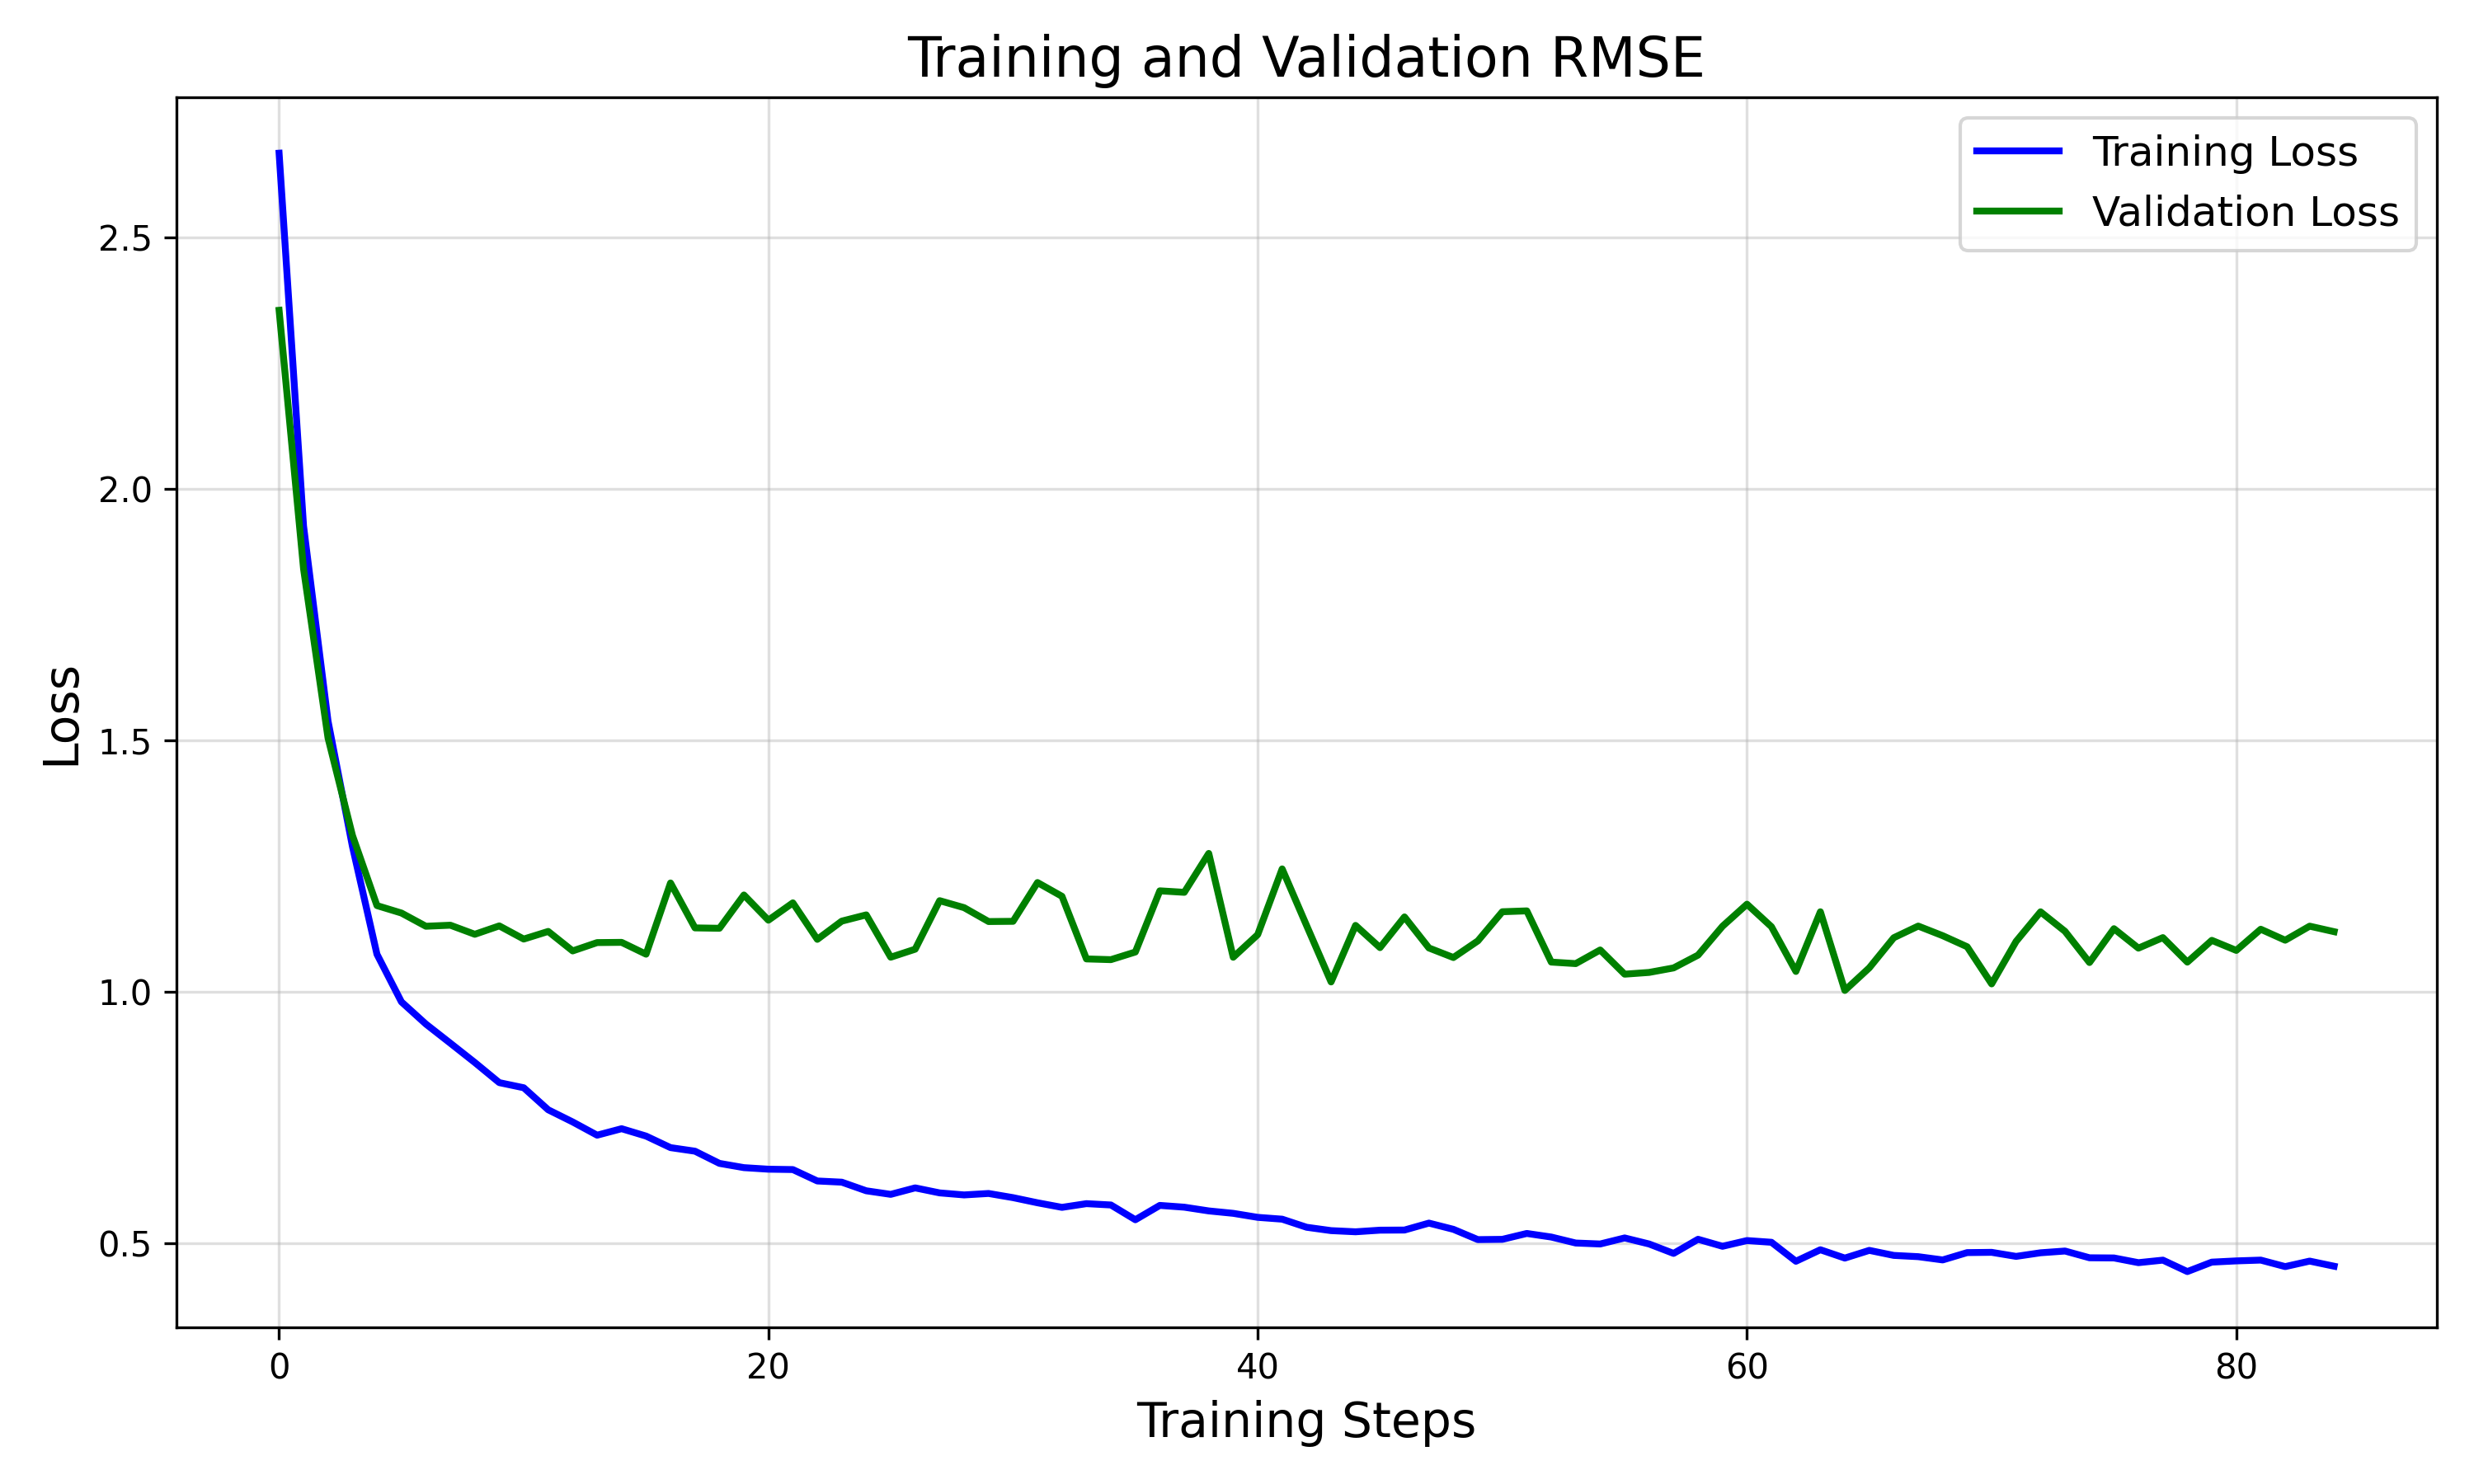 Training and Validation RMSE
Training Loss
Validation Loss
2.5
2.0
1.5
1.0
0.5
Loss
0
20
40
60
80
Training Steps